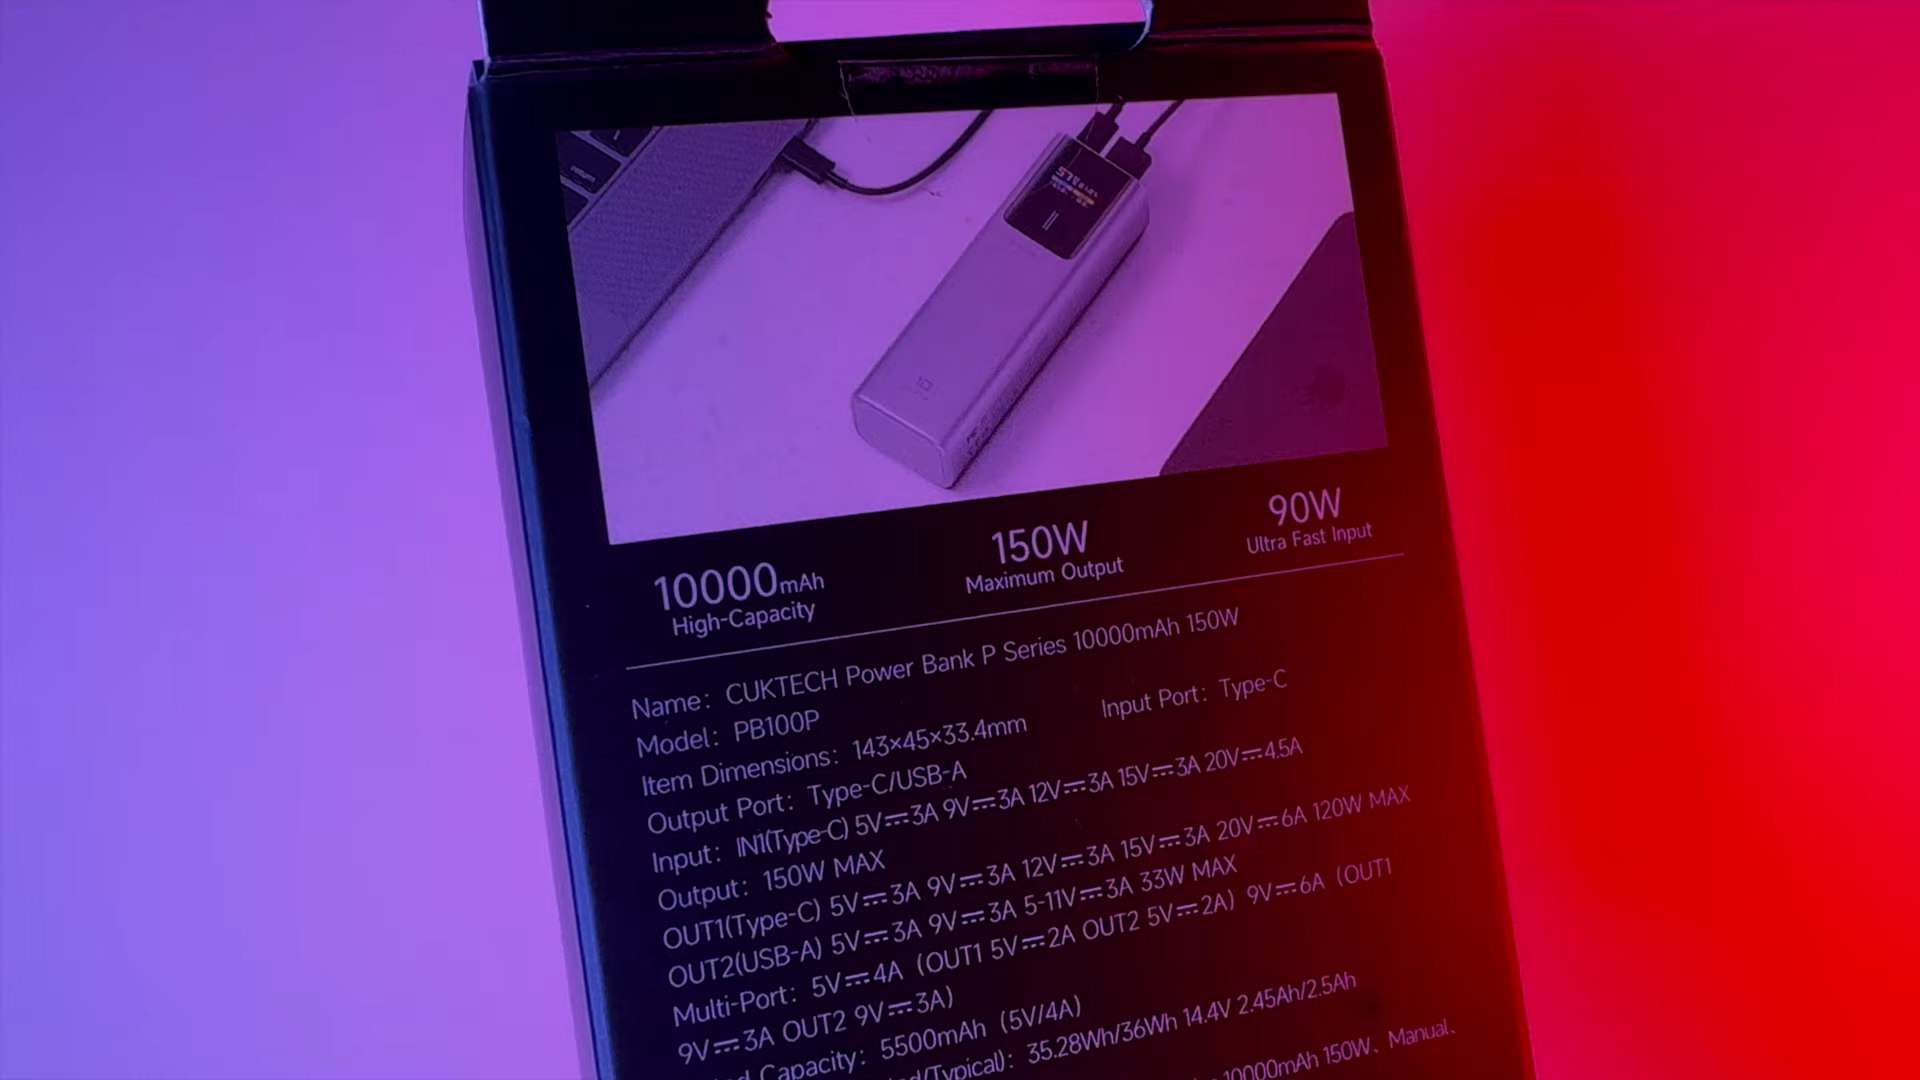 10000mAh
High-Capacity
150W
Maximum Output
90W
Ultra Fast Input
Name: CUKTECH Power Bank P Series 10000mAh 150W
Model: PB100P
Item Dimensions: 143×45×33.4mm
Output Port: Type-C/USB-A Input Port: Type-C
Input: IN1(Type-C) 5V⎓3A 9V⎓3A 12V⎓3A 15V⎓3A 20V⎓4.5A
Output: 150W MAX
OUT1(Type-C) 5V⎓3A 9V⎓3A 12V⎓3A 15V⎓3A 20V⎓6A 120W MAX
OUT2(USB-A) 5V⎓3A 9V⎓3A 5-11V⎓3A 33W MAX
Multi-Port: 5V⎓4A (OUT1 5V⎓2A OUT2 5V⎓2A) 9V⎓6A (OUT1
9V⎓3A OUT2 9V⎓3A)
Capacity: 5500mAh (5V/4A)
/Typical): 35.28Wh/36Wh 14.4V 2.45Ah/2.5Ah
10000mAh 150W、Manual、